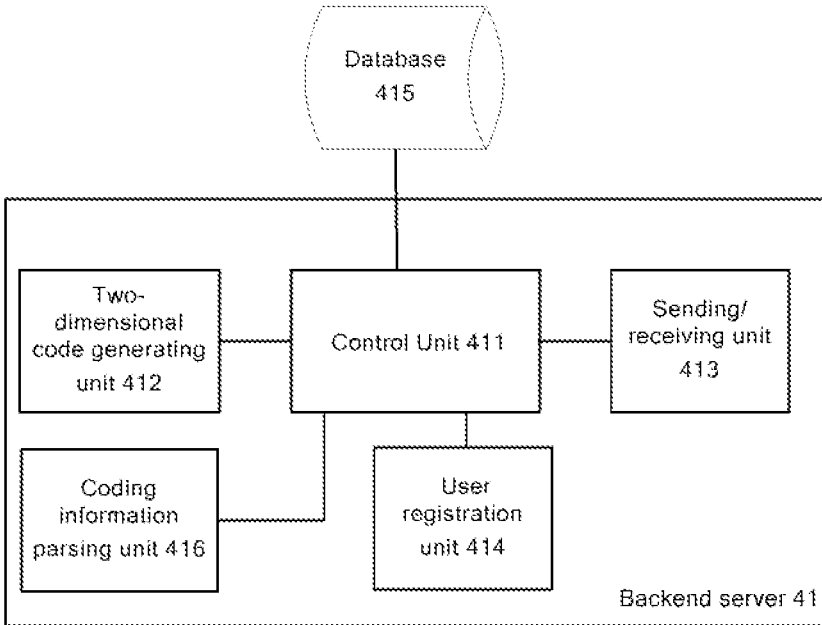 Database
415
Two-
dimensional
code generating
unit 412
Control Unit 411
Sending/
receiving unit
413
Coding
information
parsing unit 416
User
registration
unit 414
Backend server 41